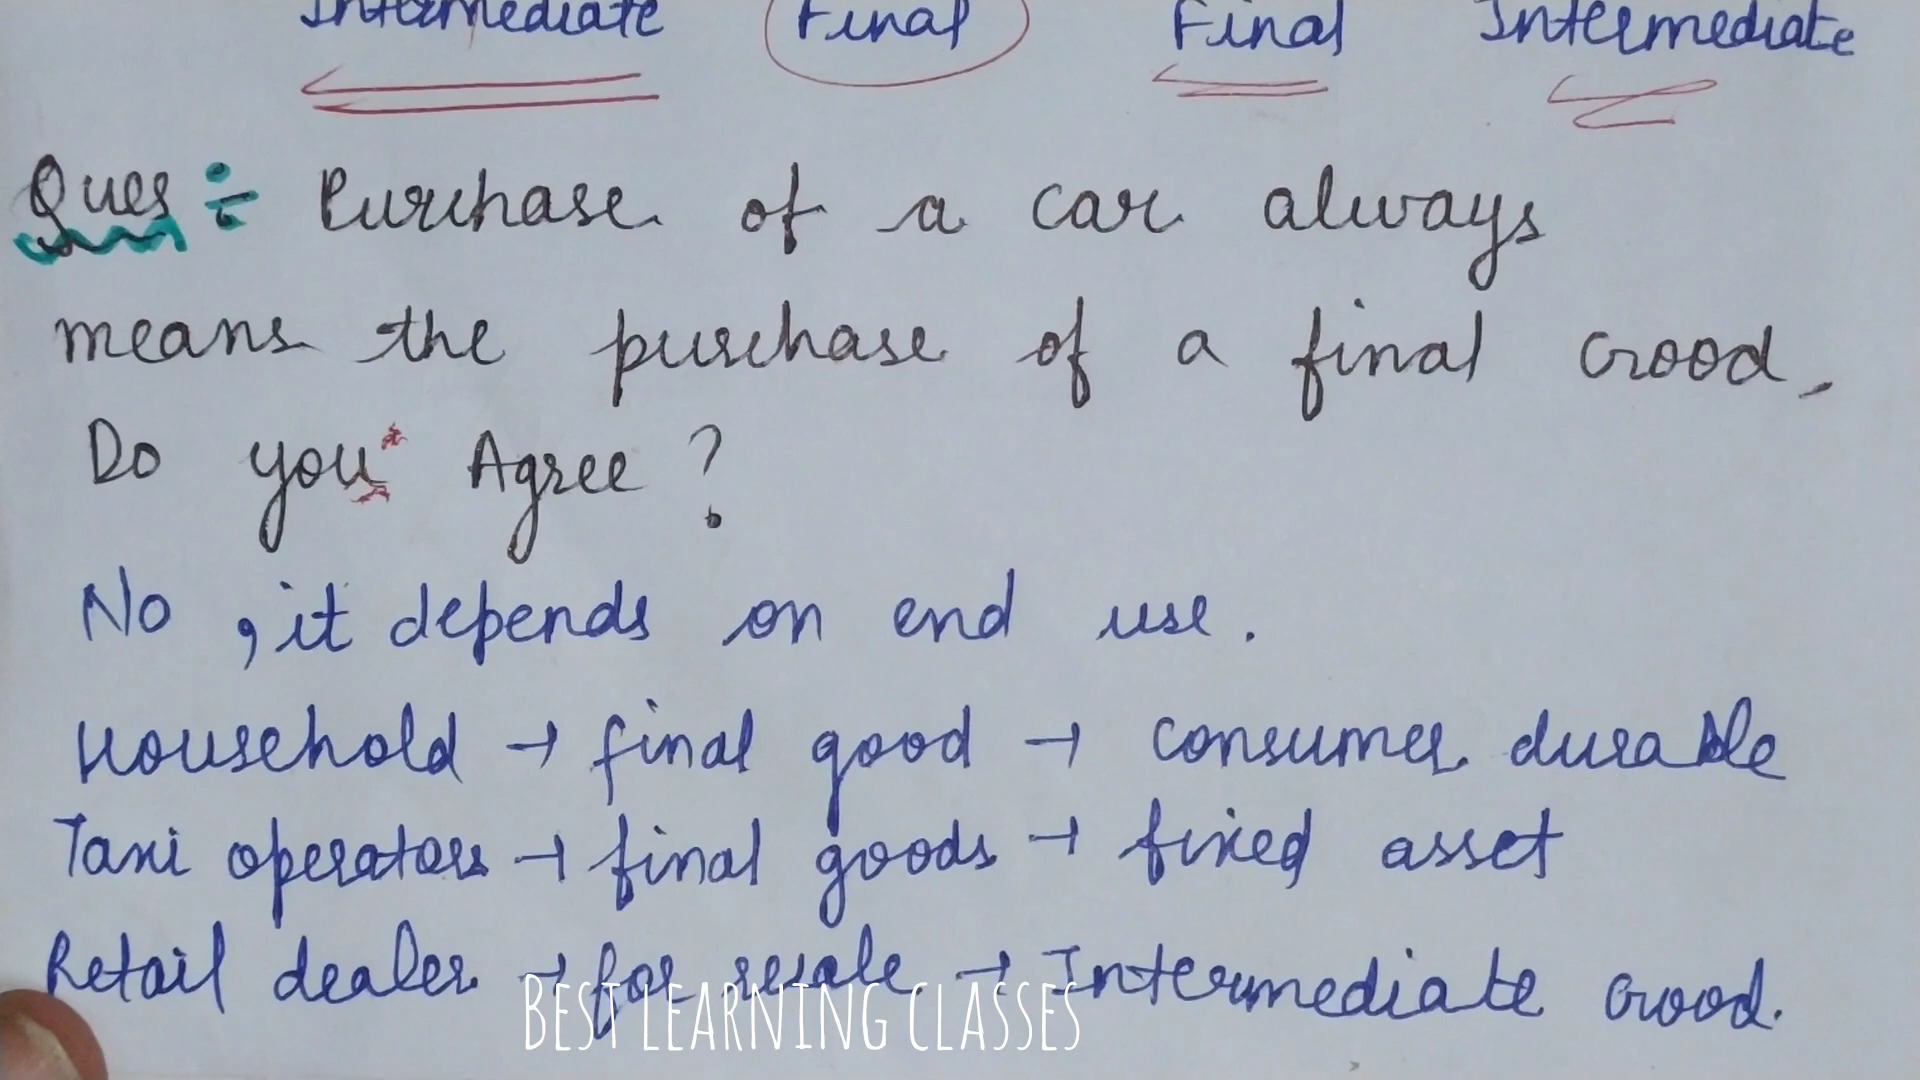 Intermediate Final Final Intermediate
Ques ÷ Purchase of a car always
means the purchase of a final Good.
Do you Agree ?
No , it depends on end use.
Household → final good → consumer durable
Taxi operators → final goods → fixed asset
Retail dealer → for resale → Intermediate Good.
BEST LEARNING CLASSES